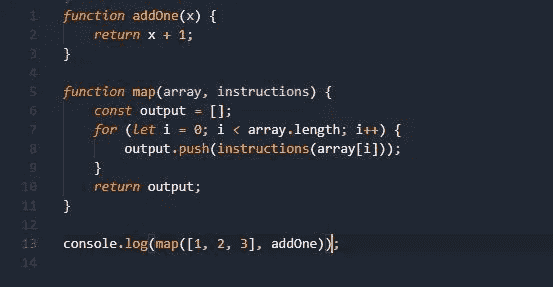 1 function addOne(x) {
2 return x + 1;
3 }
4
5 function map(array, instructions) {
6 const output = [];
7 for (let i = 0; i < array.length; i++) {
8 output.push(instructions(array[i]));
9 }
10 return output;
11 }
12
13 console.log(map([1, 2, 3], addOne));
14